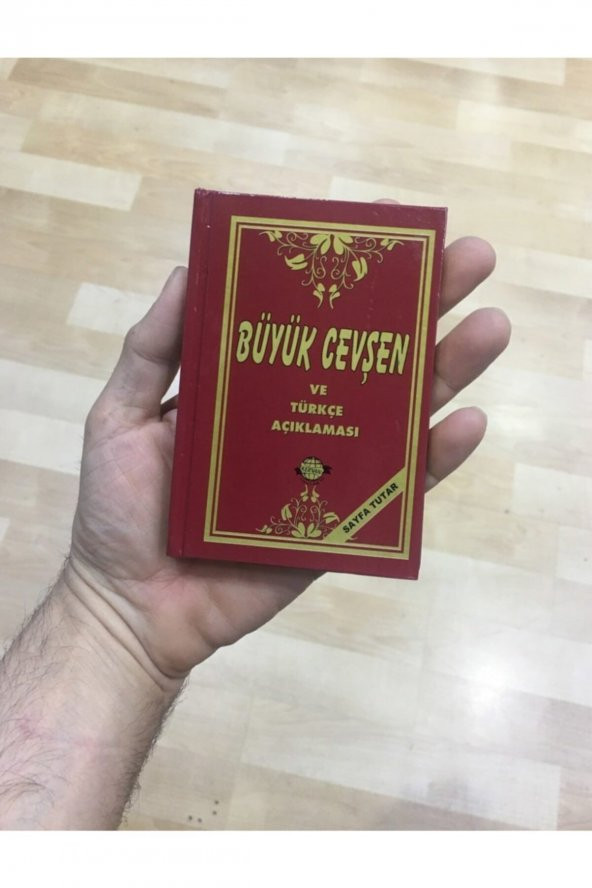 BÜYÜK CEVŞEN
VE
TÜRKÇE
AÇIKLAMASI
SAYFA TUTAR